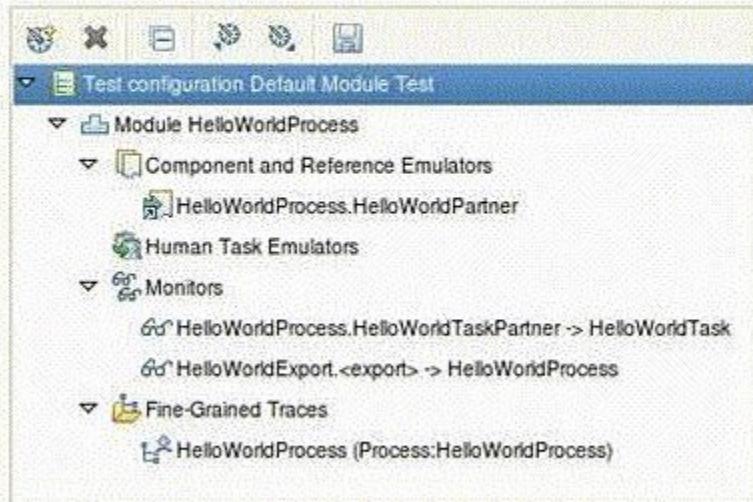 Test configuration Default Module Test
Module HelloWorldProcess
Component and Reference Emulators
HelloWorldProcess.HelloWorldPartner
Human Task Emulators
Monitors
HelloWorldProcess.HelloWorldTaskPartner -> HelloWorldTask
HelloWorldExport.<export> -> HelloWorldProcess
Fine-Grained Traces
HelloWorldProcess (Process:HelloWorldProcess)